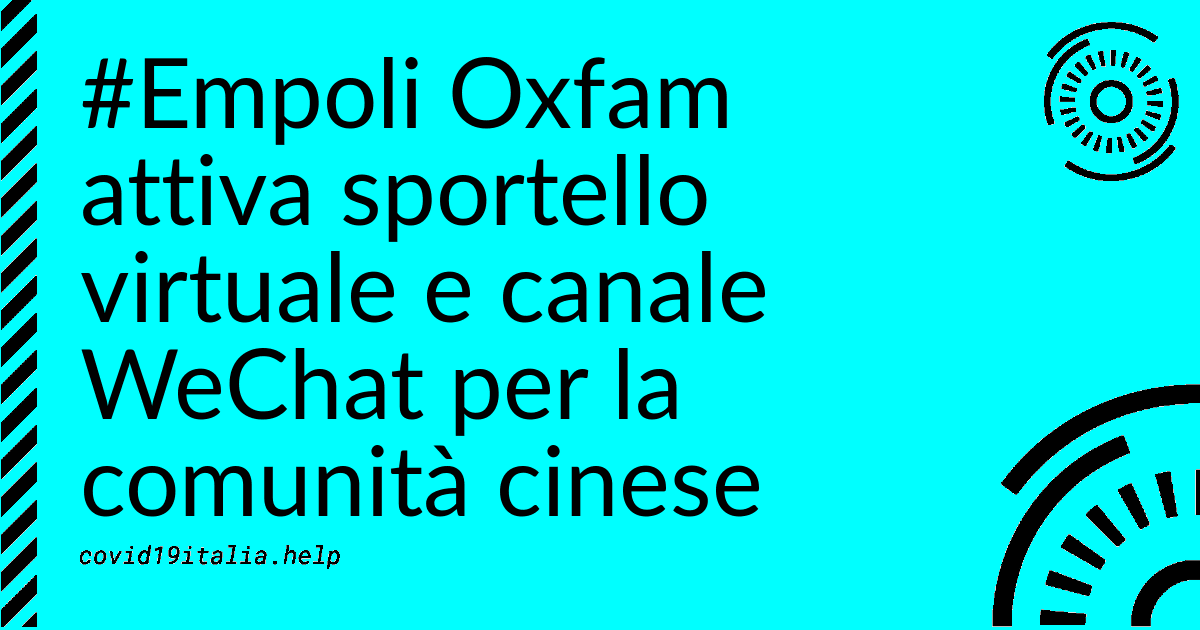 #Empoli Oxfam
attiva sportello
virtuale e canale
WeChat per la
comunità cinese
covid19italia.help